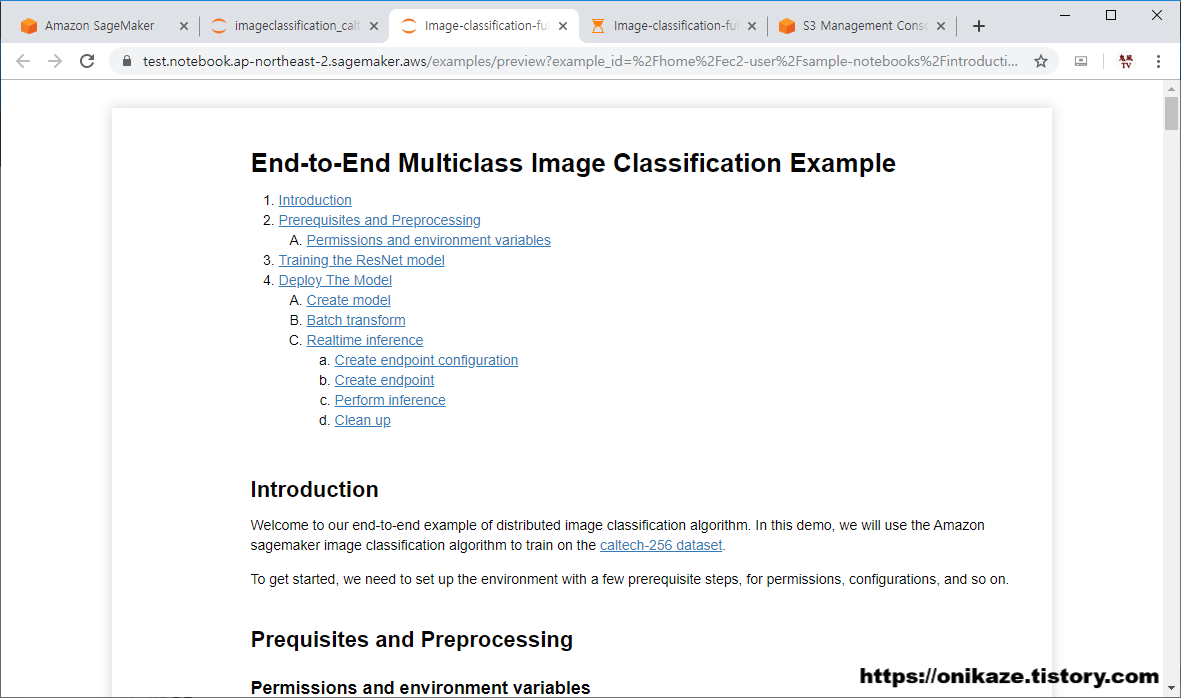 Amazon SageMaker
imageclassification_calt
Image-classification-ful
Image-classification-ful
S3 Management Cons
test.notebook.ap-northeast-2.sagemaker.aws/examples/preview?example_id=%2Fhome%2Fec2-user%2Fsample-notebooks%2Fintroducti...
TV
End-to-End Multiclass Image Classification Example
1. Introduction
2. Prerequisites and Preprocessing
A. Permissions and environment variables
3. Training the ResNet model
4. Deploy The Model
A. Create model
B. Batch transform
C. Realtime inference
a. Create endpoint configuration
b. Create endpoint
c. Perform inference
d. Clean up
Introduction
Welcome to our end-to-end example of distributed image classification algorithm. In this demo, we will use the Amazon
sagemaker image classification algorithm to train on the caltech-256 dataset.
To get started, we need to set up the environment with a few prerequisite steps, for permissions, configurations, and so on.
Prequisites and Preprocessing
Permissions and environment variables
https://onikaze.tistory.com